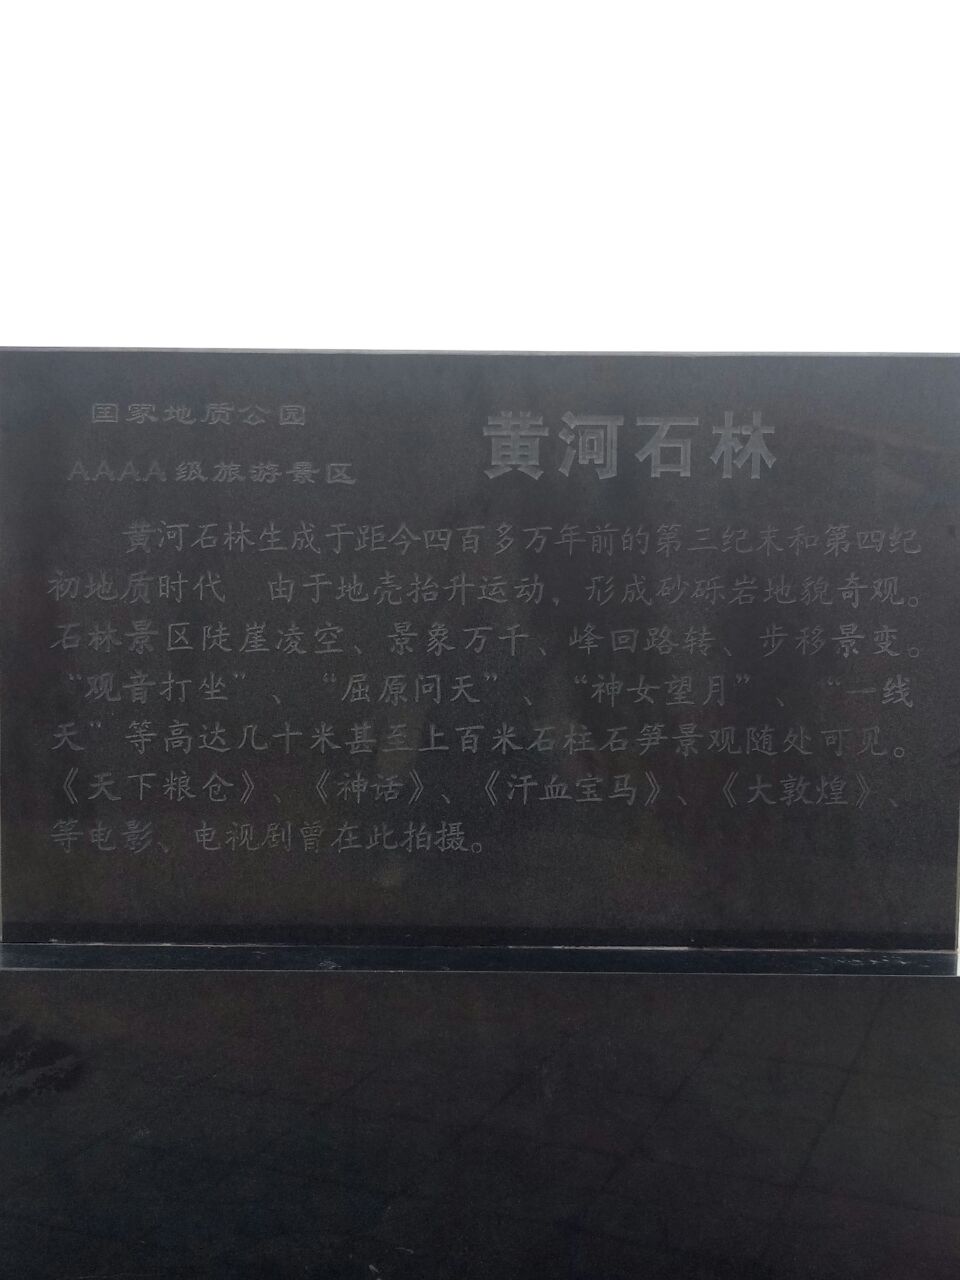 国家地质公园
黄河石林
AAAA级旅游景区
黄河石林生成于距今四百多万年前的第三纪末和第四纪
初地质时代 由于地壳抬升运动，形成砂砾岩地貌奇观。
石林景区陡崖凌空、景象万千、峰回路转、步移景变。
“观音打坐”、“屈原问天”、“神女望月”、“一线
天”等高达几十米甚至上百米石柱石笋景观随处可见。
《天下粮仓》、《神话》、《汗血宝马》、《大敦煌》、
等电影、电视剧曾在此拍摄。